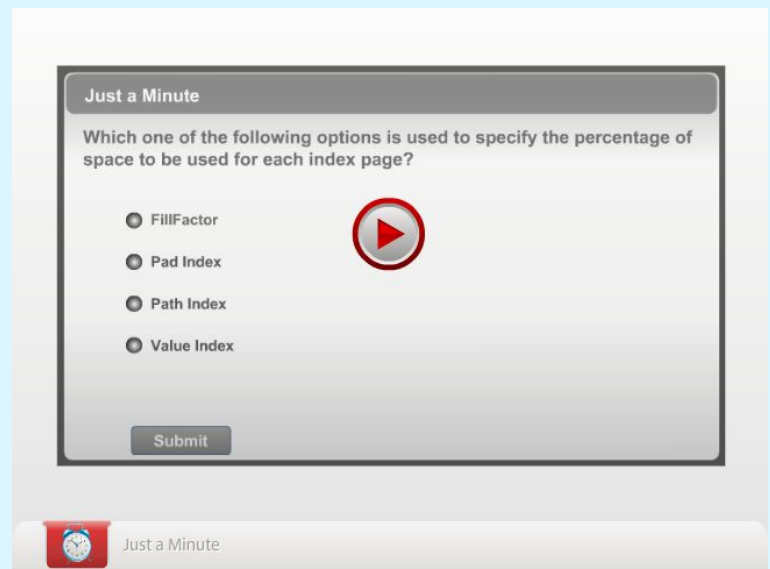 Just a Minute
Which one of the following options is used to specify the percentage of
space to be used for each index page?
FillFactor
Pad Index
Path Index
Value Index
Submit
Just a Minute